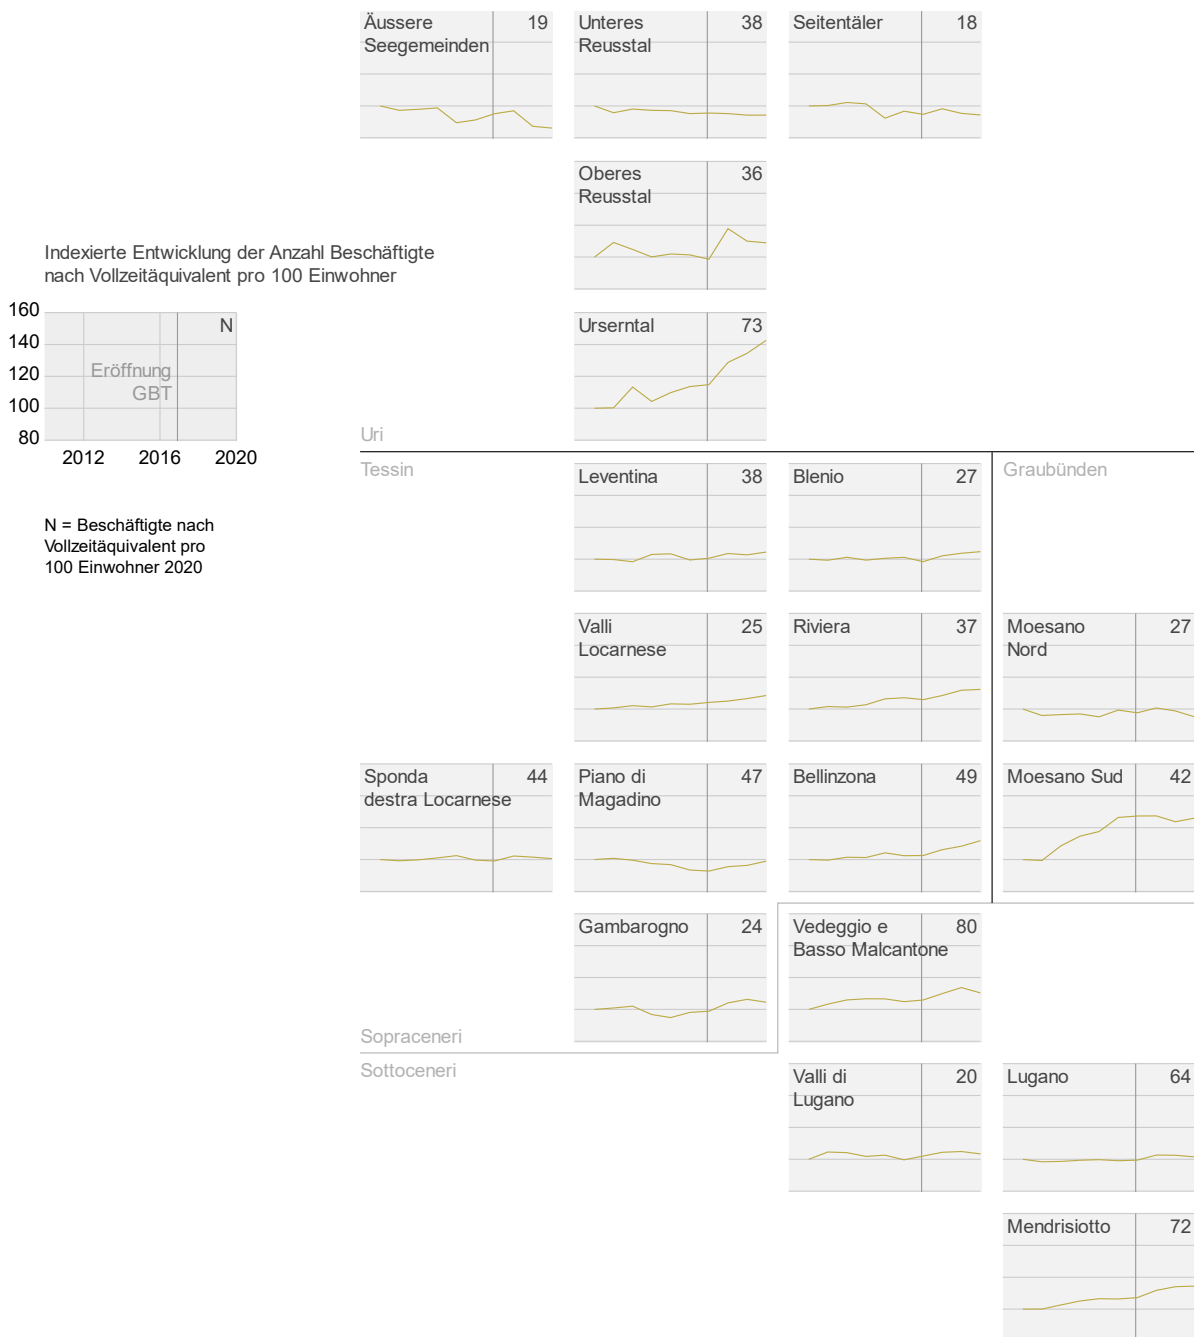 Äussere
Seegemeinden
19
Unteres
Reusstal
38
Seitentäler
18
Oberes
Reusstal
36
Indexierte Entwicklung der Anzahl Beschäftigte
nach Vollzeitäquivalent pro 100 Einwohner
160
140
120
100
80
N
Eröffnung
GBT
2012 2016 2020
N = Beschäftigte nach
Vollzeitäquivalent pro
100 Einwohner 2020
Urserntal
73
Uri
Tessin
Leventina
38
Blenio
27
Graubünden
Valli
Locarnese
25
Riviera
37
Moesano
Nord
27
Sponda
destra Locarnese
44
Piano di
Magadino
47
Bellinzona
49
Moesano Sud
42
Gambarogno
24
Vedeggio e
Basso Malcantone
80
Sopraceneri
Sottoceneri
Valli di
Lugano
20
Lugano
64
Mendrisiotto
72